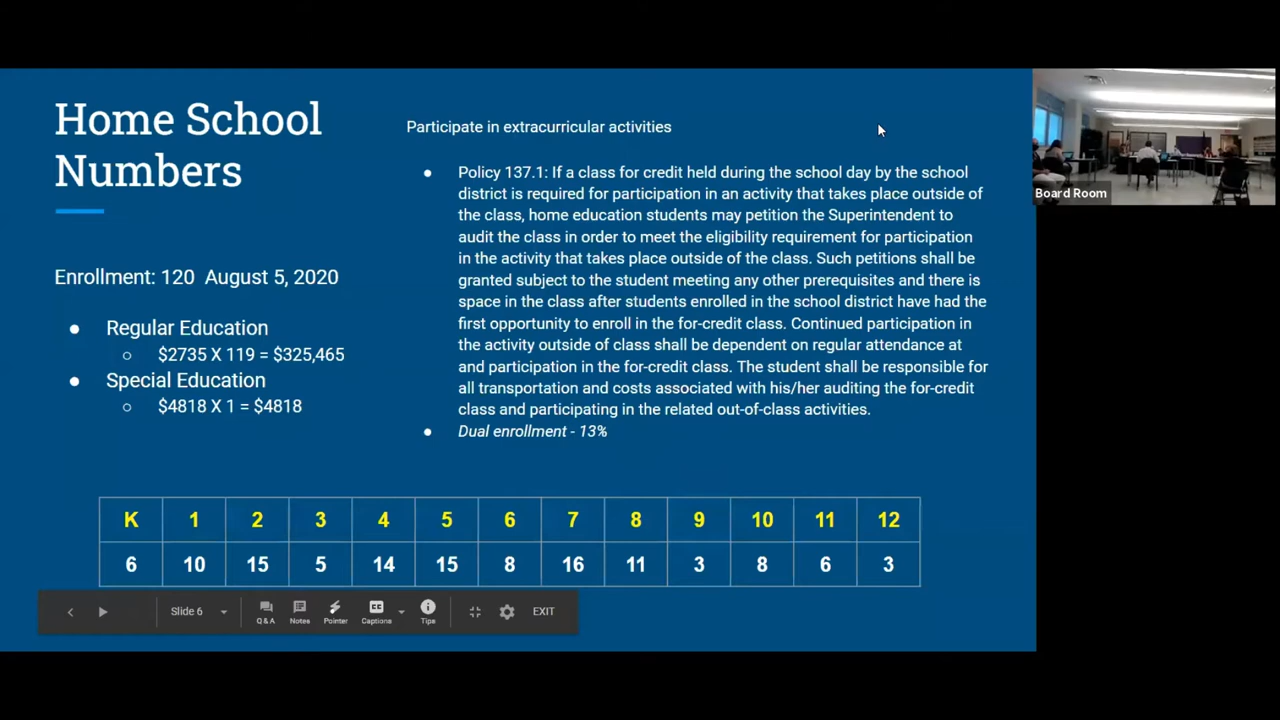 Home School
Numbers
Enrollment: 120 August 5, 2020
● Regular Education
○ $2735 X 119 = $325,465
● Special Education
○ $4818 X 1 = $4818
Participate in extracurricular activities
● Policy 137.1: If a class for credit held during the school day by the school
district is required for participation in an activity that takes place outside of
the class, home education students may petition the Superintendent to
audit the class in order to meet the eligibility requirement for participation
in the activity that takes place outside of the class. Such petitions shall be
granted subject to the student meeting any other prerequisites and there is
space in the class after students enrolled in the school district have had the
first opportunity to enroll in the for-credit class. Continued participation in
the activity outside of class shall be dependent on regular attendance at
and participation in the for-credit class. The student shall be responsible for
all transportation and costs associated with his/her auditing the for-credit
class and participating in the related out-of-class activities.
● Dual enrollment - 13%
K 1 2 3 4 5 6 7 8 9 10 11 12
6 10 15 5 14 15 8 16 11 3 8 6 3
Slide 6 Q & A Notes Pointer CC Captions Tips EXIT
Board Room